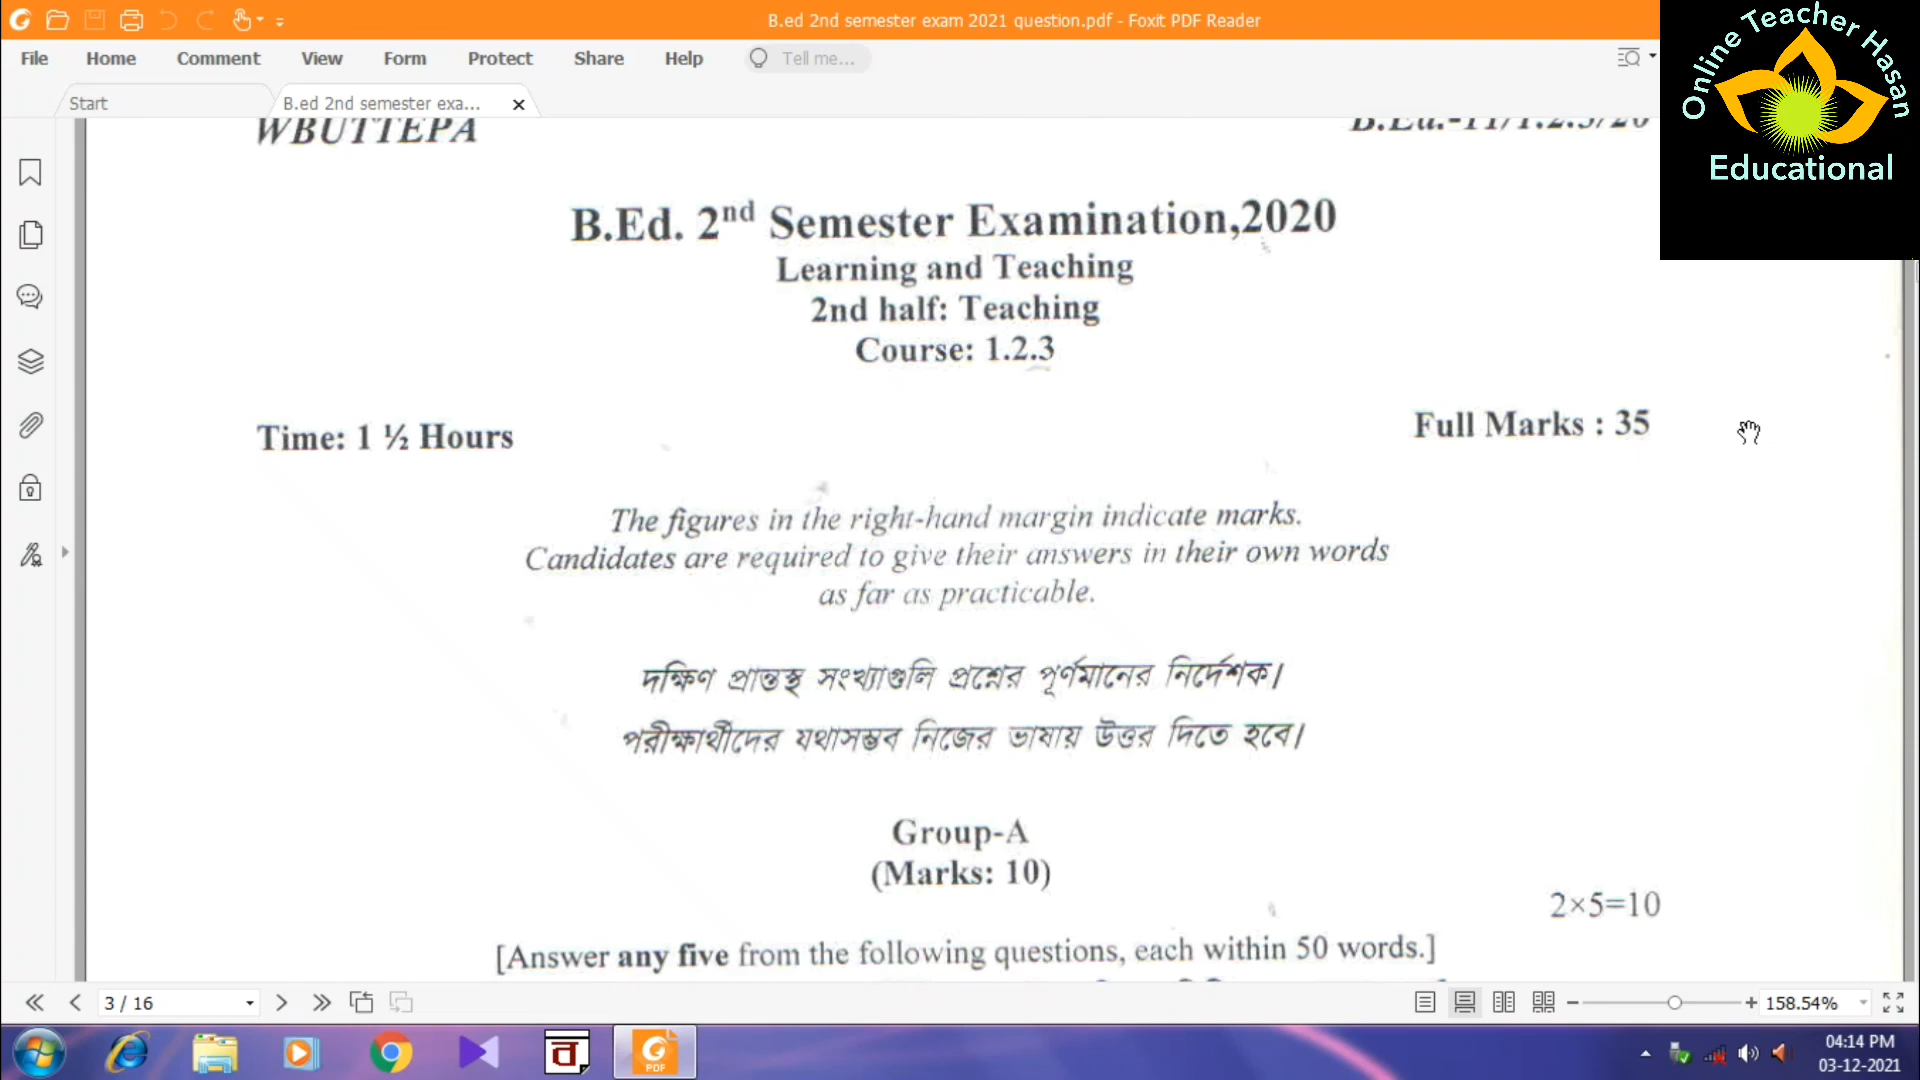 B.ed 2nd semester exam 2021 question.pdf - Foxit PDF Reader
File Home Comment View Form Protect Share Help Tell me...
Start
B.ed 2nd semester exa...
Online Teacher Hasan
Educational
WBUTTEPA
B.Ed. 2nd Semester Examination,2020
Learning and Teaching
2nd half: Teaching
Course: 1.2.3
Time: 1 ½ Hours
Full Marks : 35
The figures in the right-hand margin indicate marks.
Candidates are required to give their answers in their own words
as far as practicable.
দক্ষিণ প্রান্তস্থ সংখ্যাগুলি প্রশ্নের পূর্ণমানের নির্দেশক।
পরীক্ষার্থীদের যথাসম্ভব নিজের ভাষায় উত্তর দিতে হবে।
Group-A
(Marks: 10)
2×5=10
[Answer any five from the following questions, each within 50 words.]
3 / 16
158.54%
PDF
04:14 PM
03-12-2021